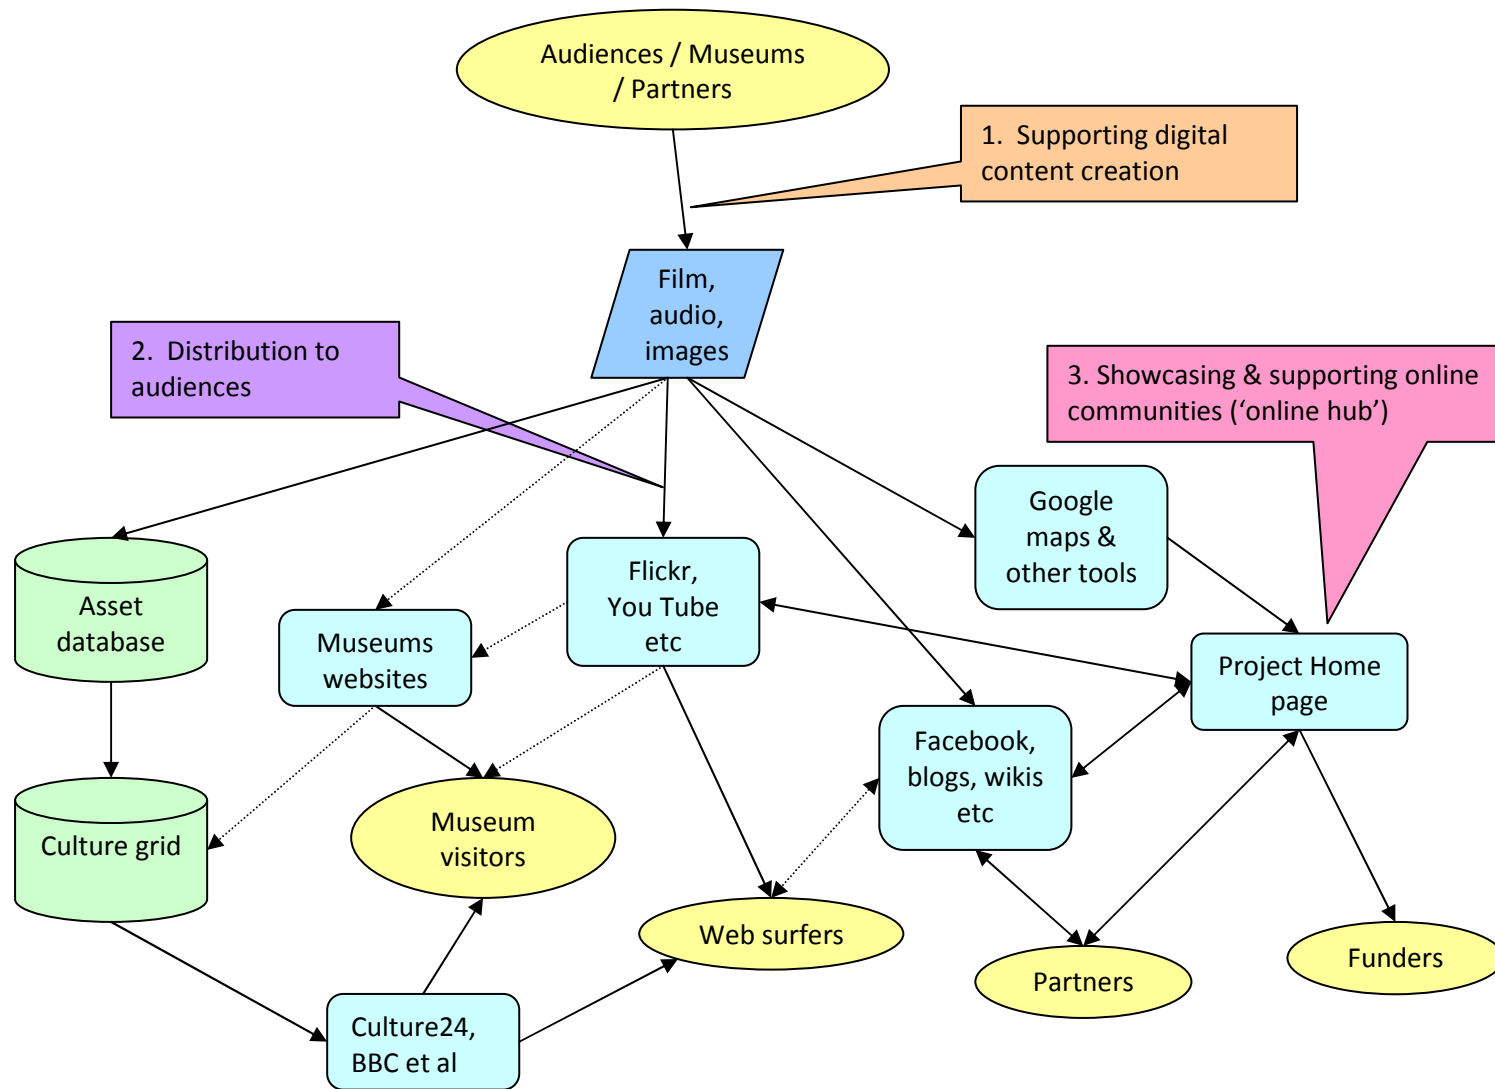 Audiences / Museums
/ Partners
1.  Supporting digital
content creation
Film,
audio,
images
2.  Distribution to
audiences
3. Showcasing & supporting online
communities (‘online hub’)
Google
maps &
other tools
Flickr,
You Tube
etc
Asset
database
Museums
websites
Project Home
page
Facebook,
blogs, wikis
etc
Culture grid
Museum
visitors
Web surfers
Partners
Funders
Culture24,
BBC et al